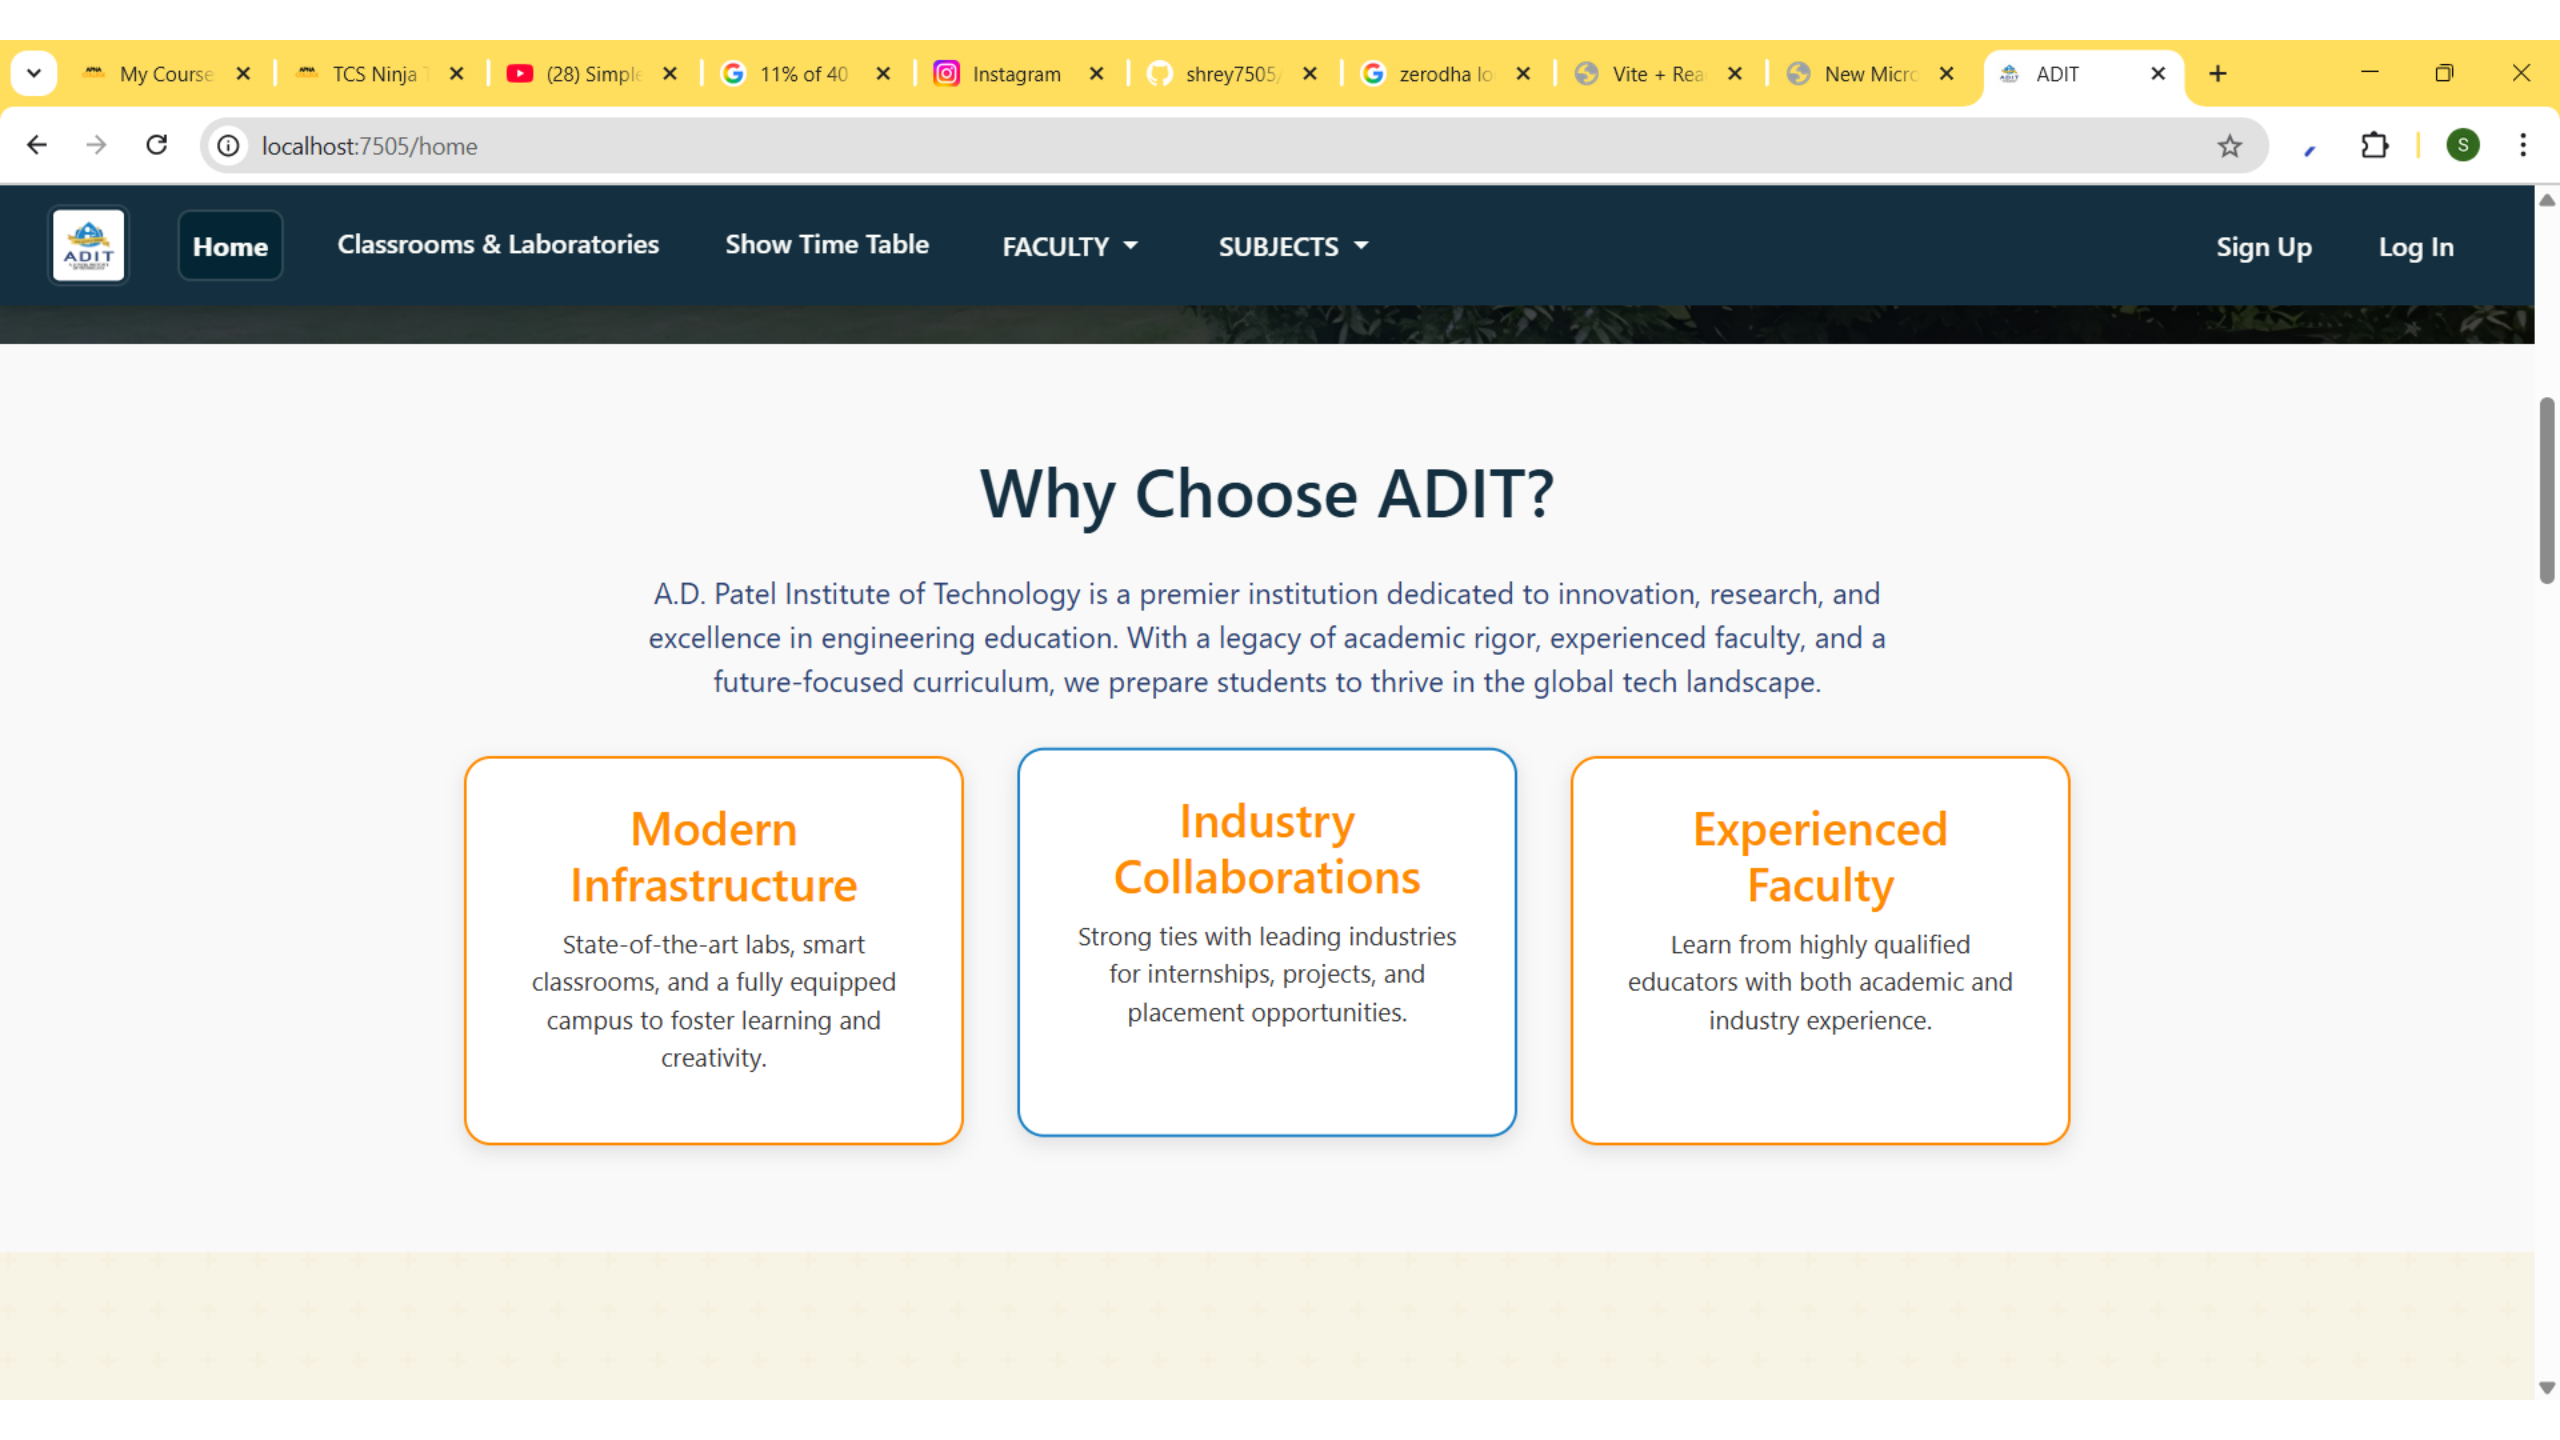 My Course
TCS Ninja
(28) Simple
11% of 40
Instagram
shrey7505/
zerodha lo
Vite + Rea
New Micro
ADIT
localhost:7505/home
S
ADIT
Home
Classrooms & Laboratories
Show Time Table
FACULTY
SUBJECTS
Sign Up
Log In
Why Choose ADIT?
A.D. Patel Institute of Technology is a premier institution dedicated to innovation, research, and
excellence in engineering education. With a legacy of academic rigor, experienced faculty, and a
future-focused curriculum, we prepare students to thrive in the global tech landscape.
Modern
Infrastructure
State-of-the-art labs, smart
classrooms, and a fully equipped
campus to foster learning and
creativity.
Industry
Collaborations
Strong ties with leading industries
for internships, projects, and
placement opportunities.
Experienced
Faculty
Learn from highly qualified
educators with both academic and
industry experience.